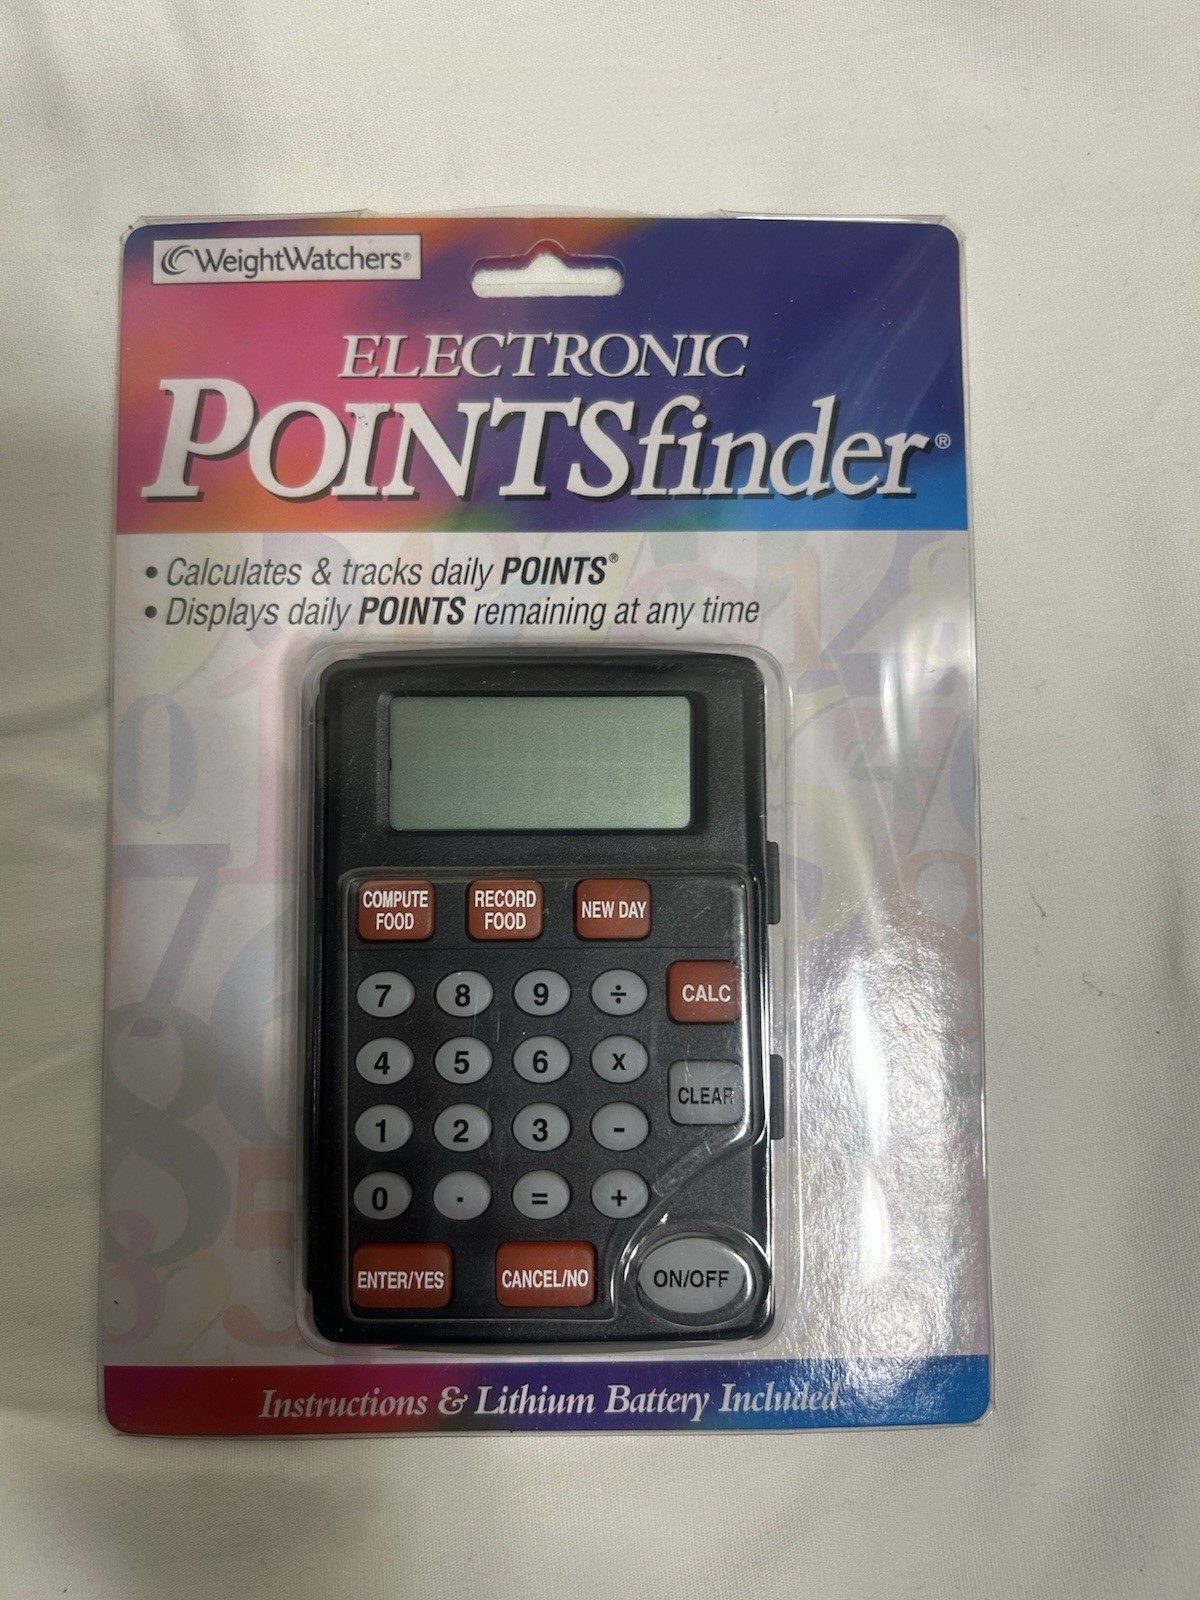 WeightWatchers®
ELECTRONIC
POINTSfinder®
• Calculates & tracks daily POINTS®
• Displays daily POINTS remaining at any time
COMPUTE FOOD
RECORD FOOD
NEW DAY
7 8 9 ÷ CALC
4 5 6 x
CLEAR
1 2 3 -
0 . = +
ENTER/YES CANCEL/NO ON/OFF
Instructions & Lithium Battery Included